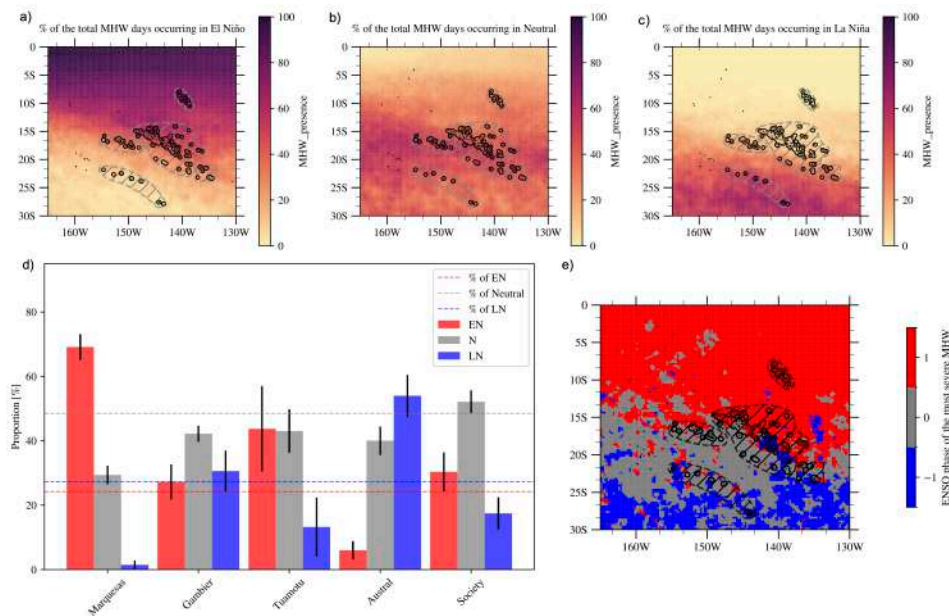 a)
% of the total MHW days occurring in El Niño
0
5S
10S
15S
20S
25S
30S
160W 150W 140W 130W
100
80
60
40
20
0
MHW_presence
b)
% of the total MHW days occurring in Neutral
0
5S
10S
15S
20S
25S
30S
160W 150W 140W 130W
100
80
60
40
20
0
MHW_presence
c)
% of the total MHW days occurring in La Niña
0
5S
10S
15S
20S
25S
30S
160W 150W 140W 130W
100
80
60
40
20
0
MHW_presence
d)
Proportion [%]
80
60
40
20
0
% of EN
% of Neutral
% of LN
EN
N
LN
Marquesas
Gambier
Tuamotu
Austral
Society
e)
0
5S
10S
15S
20S
25S
30S
160W 150W 140W 130W
1
0
−1
ENSO phase of the most severe MHW